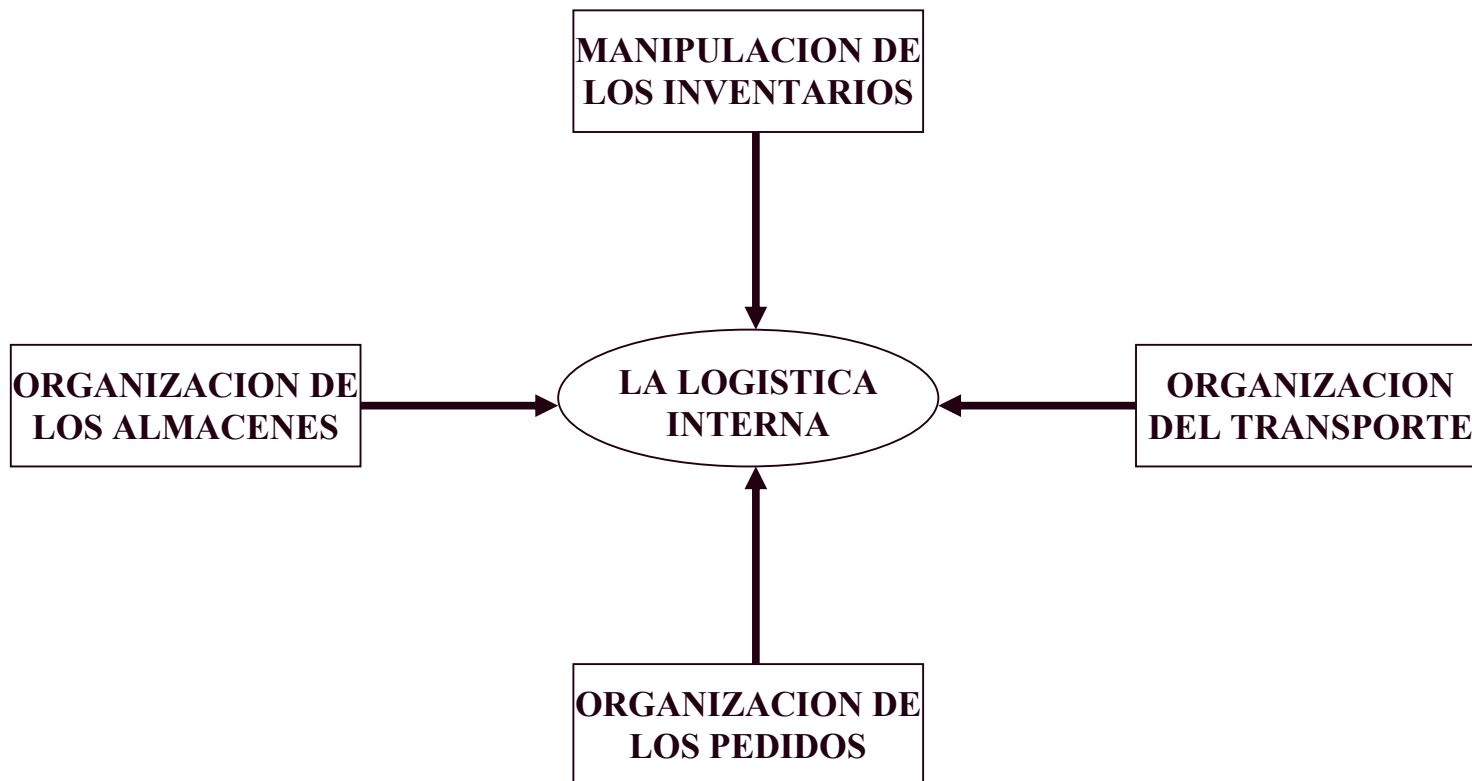 MANIPULACION DE
LOS INVENTARIOS
ORGANIZACION DE
LOS ALMACENES
LA LOGISTICA
INTERNA
ORGANIZACION
DEL TRANSPORTE
ORGANIZACION DE
LOS PEDIDOS